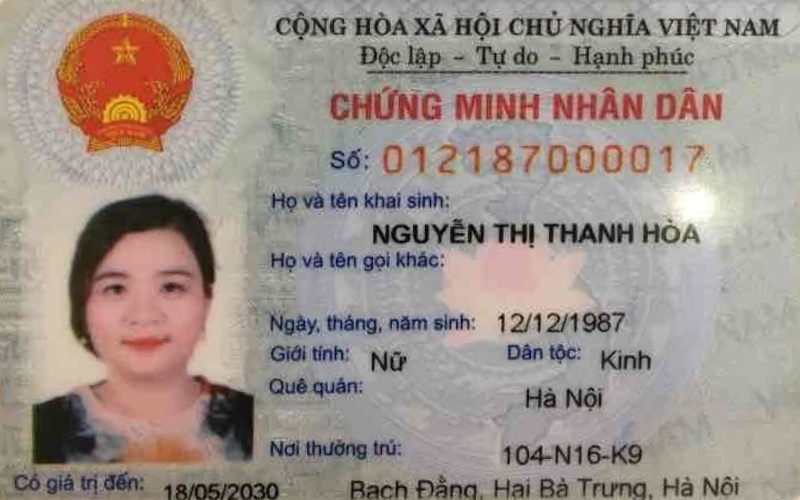 CỘNG HÒA XÃ HỘI CHỦ NGHĨA VIỆT NAM
Độc lập – Tự do – Hạnh phúc
CHỨNG MINH NHÂN DÂN
Số: 012187000017
Họ và tên khai sinh:
NGUYỄN THỊ THANH HÒA
Họ và tên gọi khác:
Ngày, tháng, năm sinh: 12/12/1987
Giới tính: Nữ Dân tộc: Kinh
Quê quán:
Hà Nội
Nơi thường trú: 104-N16-K9
Bạch Đằng, Hai Bà Trưng, Hà Nội
Có giá trị đến: 18/05/2030